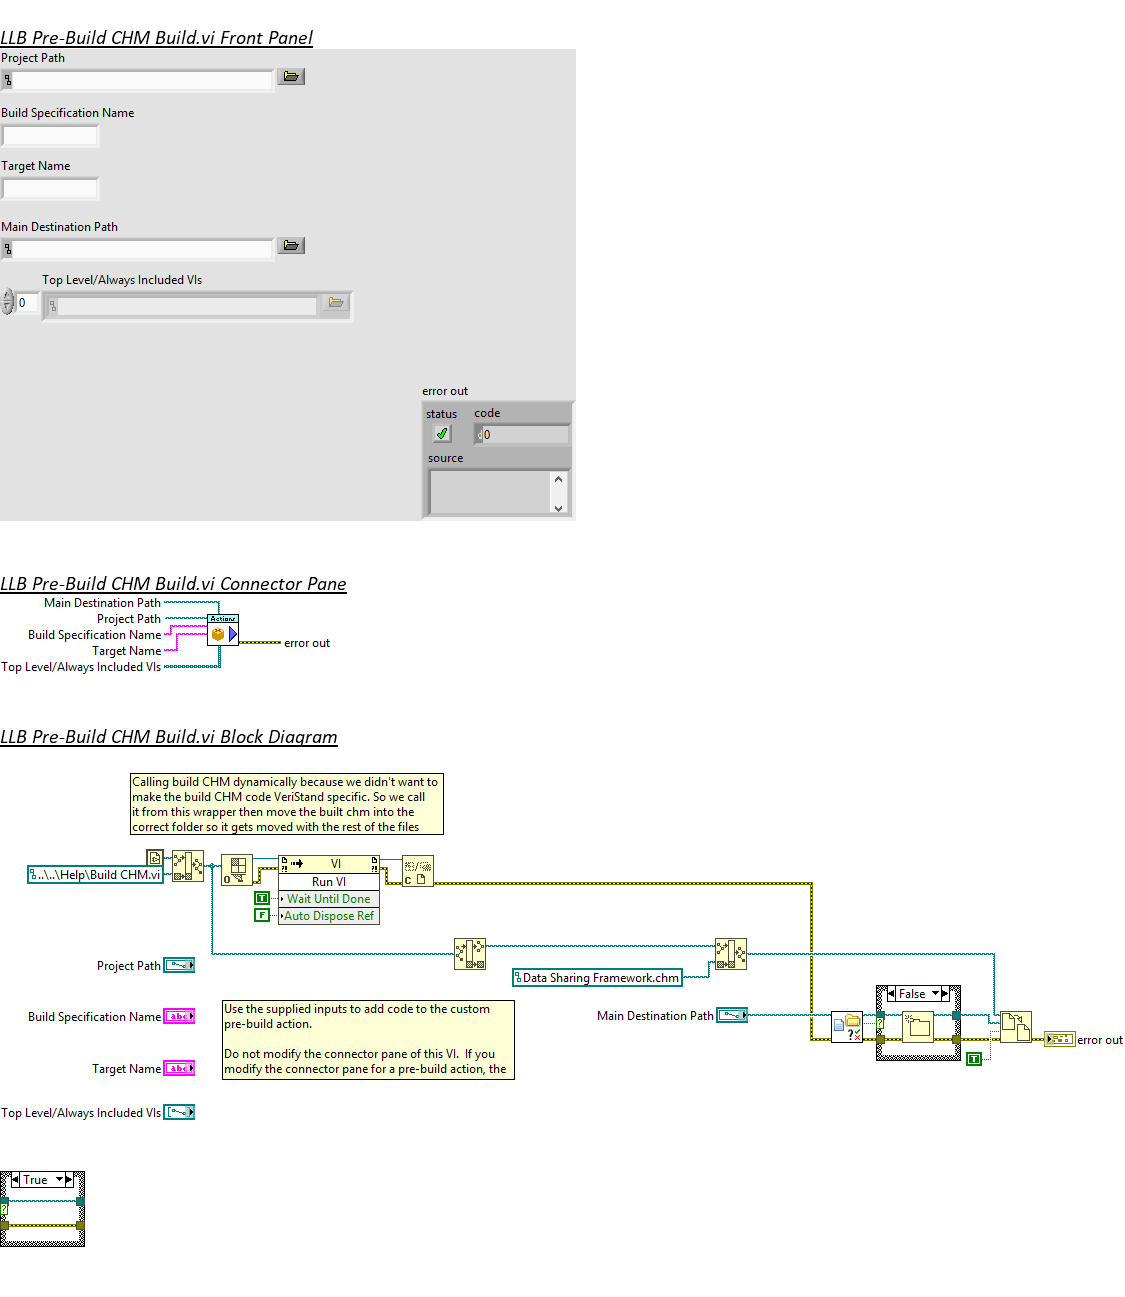 LLB Pre-Build CHM Build.vi Front Panel
Project Path
Build Specification Name
Target Name
Main Destination Path
Top Level/Always Included VIs
0
error out
status
code
0
source
LLB Pre-Build CHM Build.vi Connector Pane
Main Destination Path
Project Path
Build Specification Name
Target Name
Top Level/Always Included VIs
Actions
error out
LLB Pre-Build CHM Build.vi Block Diagram
Calling build CHM dynamically because we didn't want to
make the build CHM code VeriStand specific. So we call
it from this wrapper then move the built chm into the
correct folder so it gets moved with the rest of the files
..\..\Help\Build CHM.vi
VI
Run VI
T
Wait Until Done
F
Auto Dispose Ref
Data Sharing Framework.chm
Project Path
Build Specification Name
abc
Target Name
abc
Top Level/Always Included VIs
Use the supplied inputs to add code to the custom
pre-build action.
Do not modify the connector pane of this VI.  If you
modify the connector pane for a pre-build action, the
Main Destination Path
False
?
T
error out
True
?